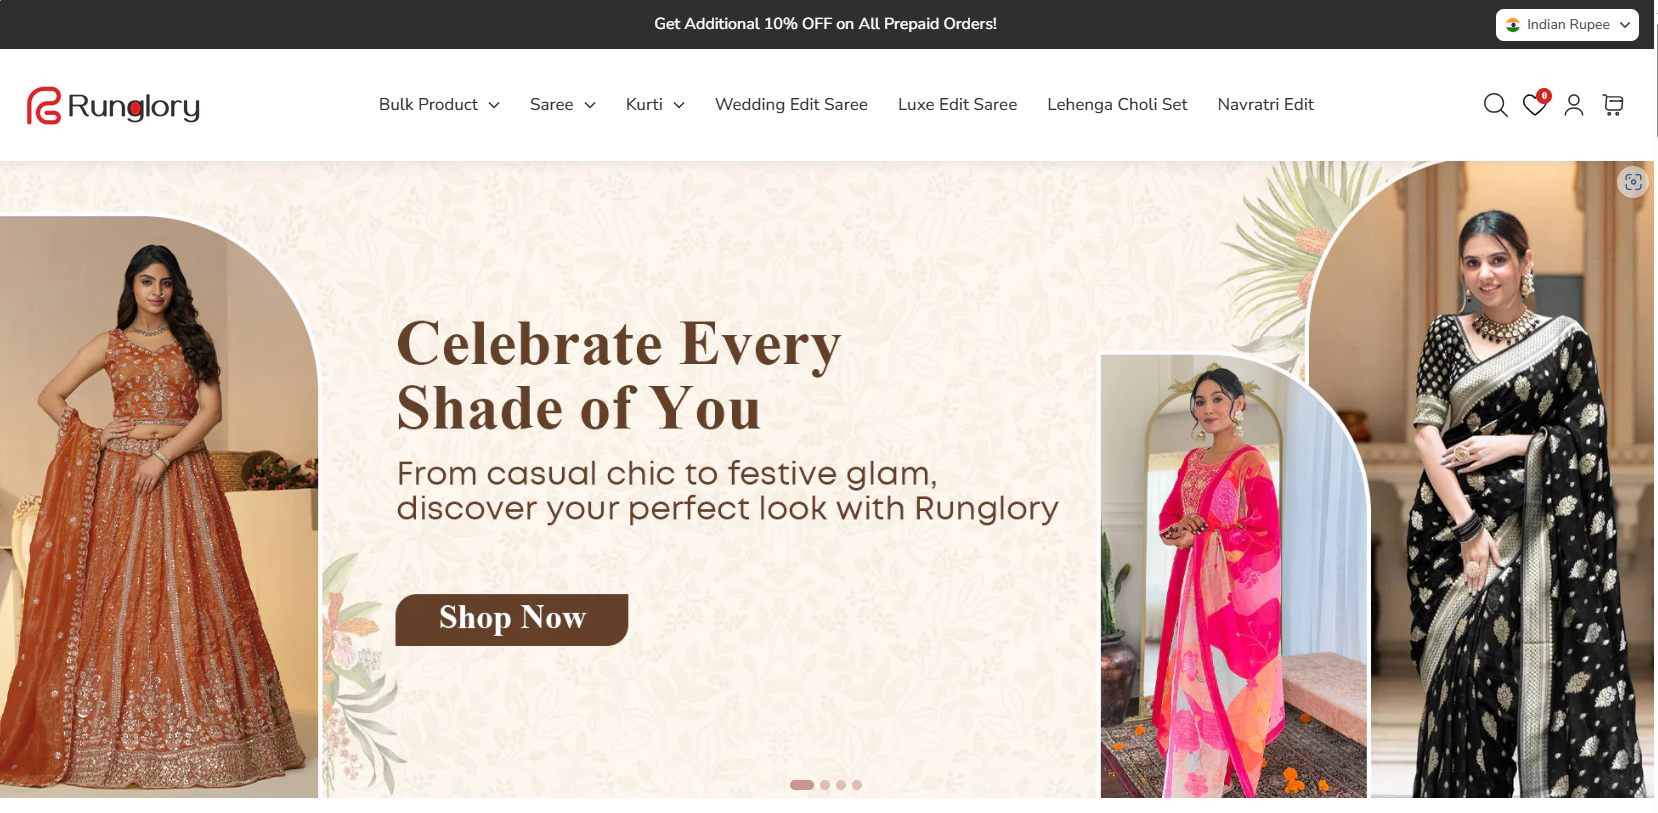 Get Additional 10% OFF on All Prepaid Orders!
Indian Rupee
Runglory
Bulk Product
Saree
Kurti
Wedding Edit Saree
Luxe Edit Saree
Lehenga Choli Set
Navratri Edit
0
Celebrate Every
Shade of You
From casual chic to festive glam,
discover your perfect look with Runglory
Shop Now